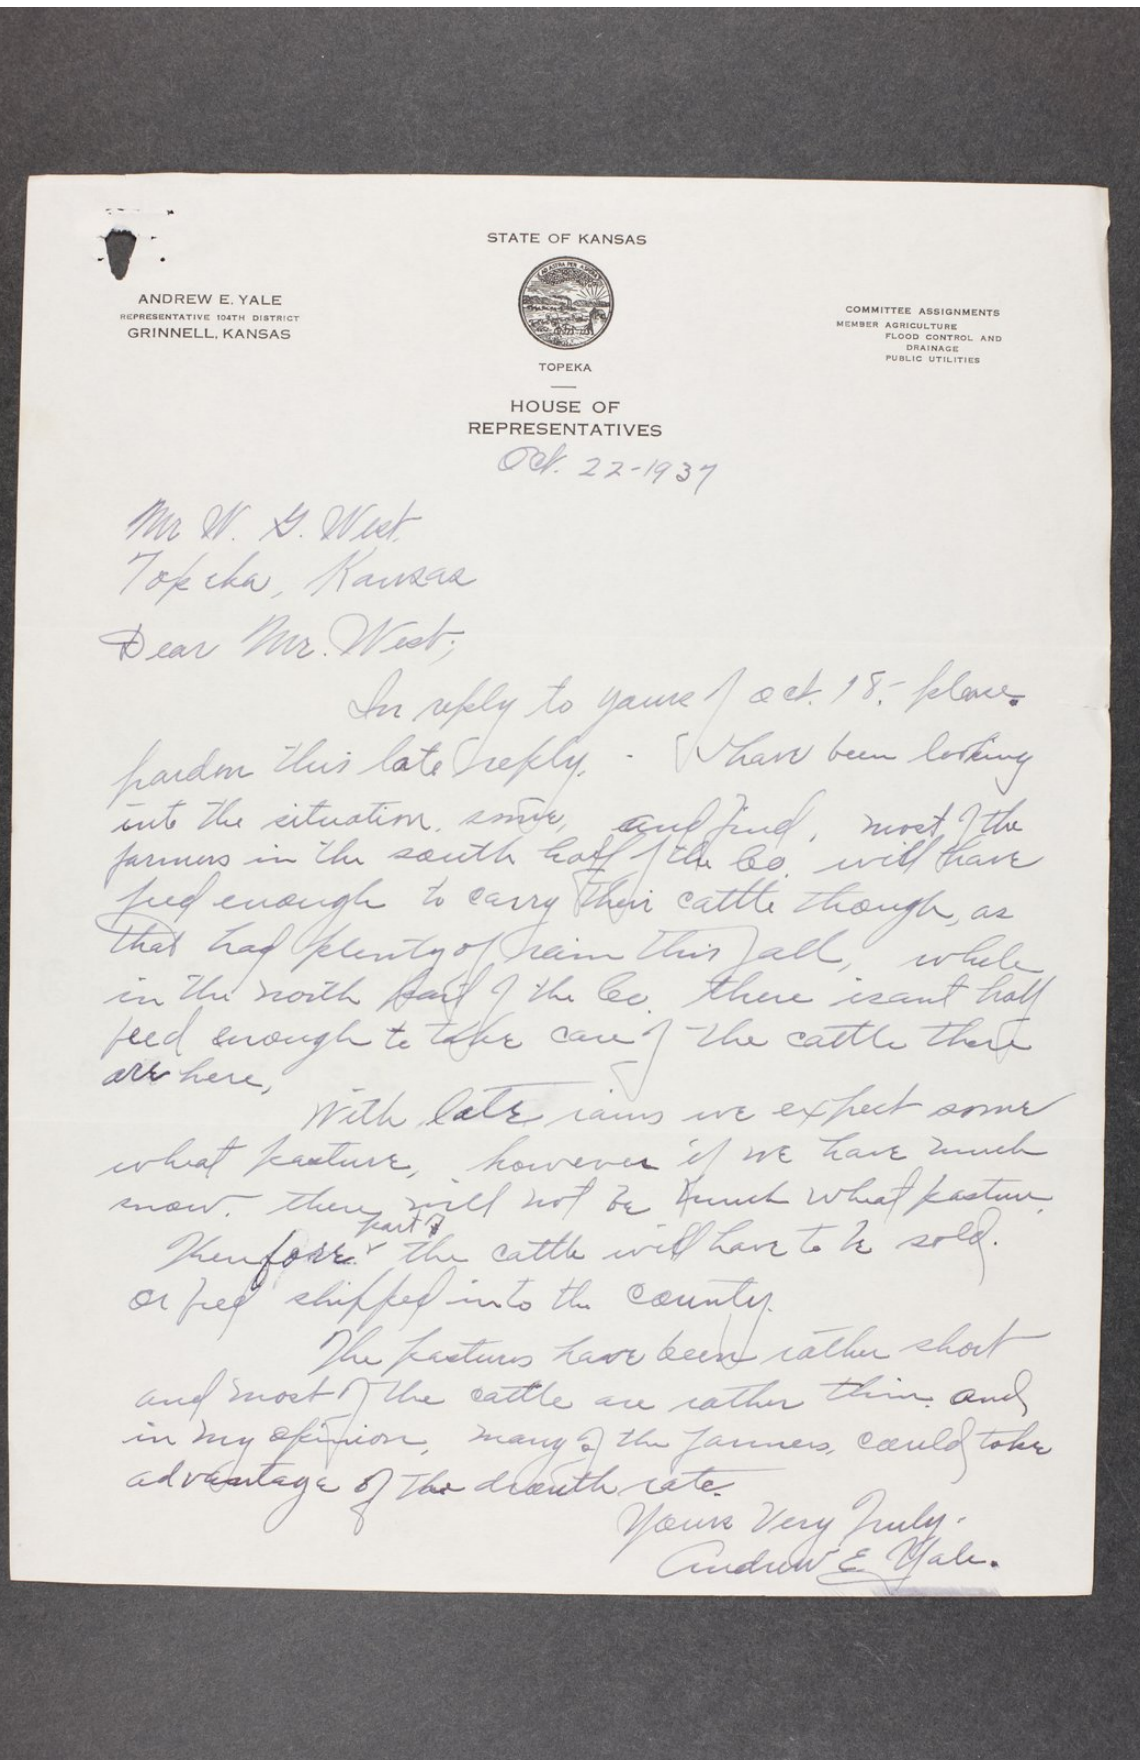 STATE OF KANSAS
ANDREW E. YALE
REPRESENTATIVE 104TH DISTRICT
GRINNELL, KANSAS
AD ASTRA PER ASPERA
TOPEKA
HOUSE OF
REPRESENTATIVES
COMMITTEE ASSIGNMENTS
MEMBER AGRICULTURE
FLOOD CONTROL AND
DRAINAGE
PUBLIC UTILITIES
Oct. 22-1937
Mr W. G. West.
Topeka, Kansas
Dear Mr. West;
In reply to yours of Oct. 18.- please.
pardon this late reply. - I have been looking
into the situation. some, and find, most of the
farmers in the south half of the Co. will have
feed enough to carry their cattle though, as
that had plenty of rain this fall, while
in the north part of the Co. there isant half
feed enough to take care of the cattle there
are here,
With late rains we expect some
wheat pasture, however if we have much
snow. there will not be much wheat pasture.
Therefore part of the cattle will have to be sold.
or feed shipped into the county.
The pastures have been rather short
and most of the cattle are rather thin. and
in my opinion, many of the farmers, could take
advantage of the drouth rate.
Yours Very Truly.
Andrew E. Yale.